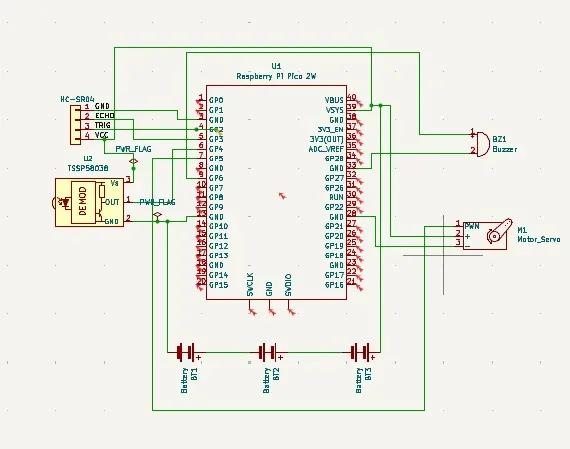 U1
Raspberry Pi Pico 2W
HC-SR04
1 GND
2 ECHO
3 TRIG
4 VCC
PWR_FLAG
U2
TSSP58038
DEMOD
Vs 3
OUT 1
GND 2
PWR_FLAG
1 GP0
2 GP1
3 GND
4 GP2
5 GP3
6 GP4
7 GP5
8 GND
9 GP6
10 GP7
11 GP8
12 GP9
13 GND
14 GP10
15 GP11
16 GP12
17 GP13
18 GND
19 GP14
20 GP15
VBUS 40
VSYS 39
GND 38
3V3_EN 37
3V3(OUT) 36
ADC_VREF 35
GP28 34
GND 33
GP27 32
GP26 31
RUN 30
GP22 29
GND 28
GP21 27
GP20 26
GP19 25
GP18 24
GND 23
GP17 22
GP16 21
SWCLK
GND
SWDIO
1
2
BZ1
Buzzer
1 PWM
2 +
3 -
M1
Motor_Servo
+
+
+
Battery
BT1
Battery
BT2
Battery
BT3